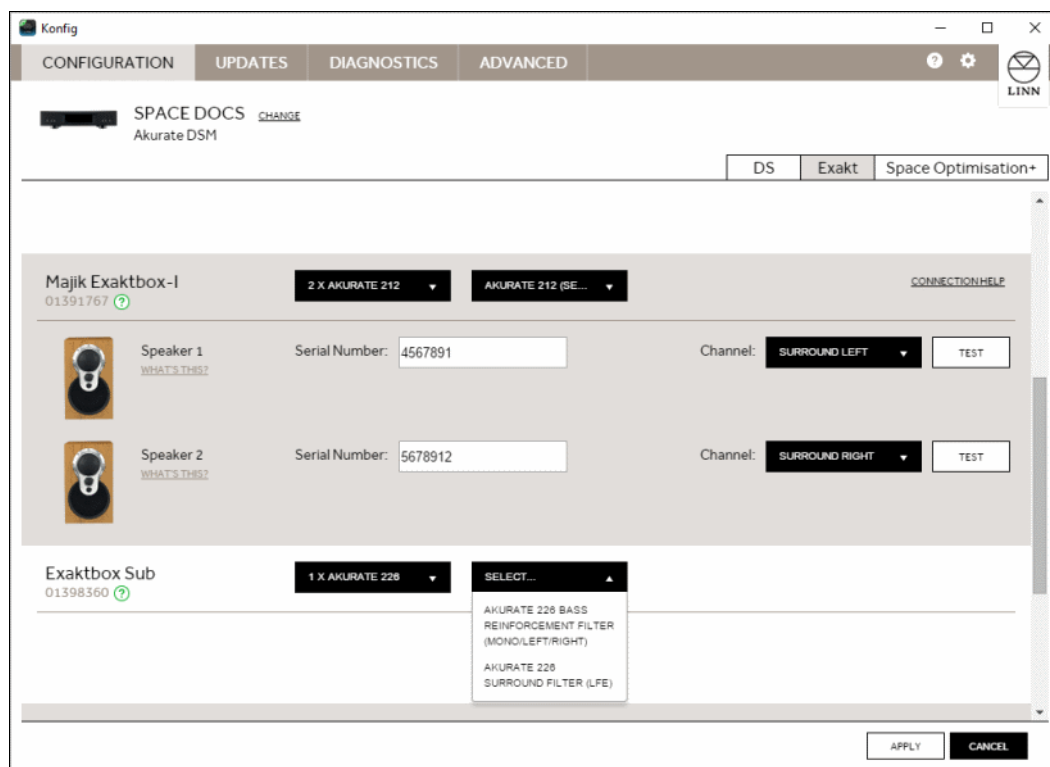 Konfig
CONFIGURATION UPDATES DIAGNOSTICS ADVANCED
LINN
SPACE DOCS CHANGE
Akurate DSM
DS Exakt Space Optimisation+
Majik Exaktbox-I 2 X AKURATE 212 AKURATE 212 (SE... CONNECTION HELP
01391767 ?
Speaker 1 Serial Number: 4567891 Channel: SURROUND LEFT TEST
WHAT'S THIS?
Speaker 2 Serial Number: 5678912 Channel: SURROUND RIGHT TEST
WHAT'S THIS?
Exaktbox Sub 1 X AKURATE 226 SELECT...
01398360 ?
AKURATE 226 BASS
REINFORCEMENT FILTER
(MONO/LEFT/RIGHT)
AKURATE 226
SURROUND FILTER (LFE)
APPLY CANCEL